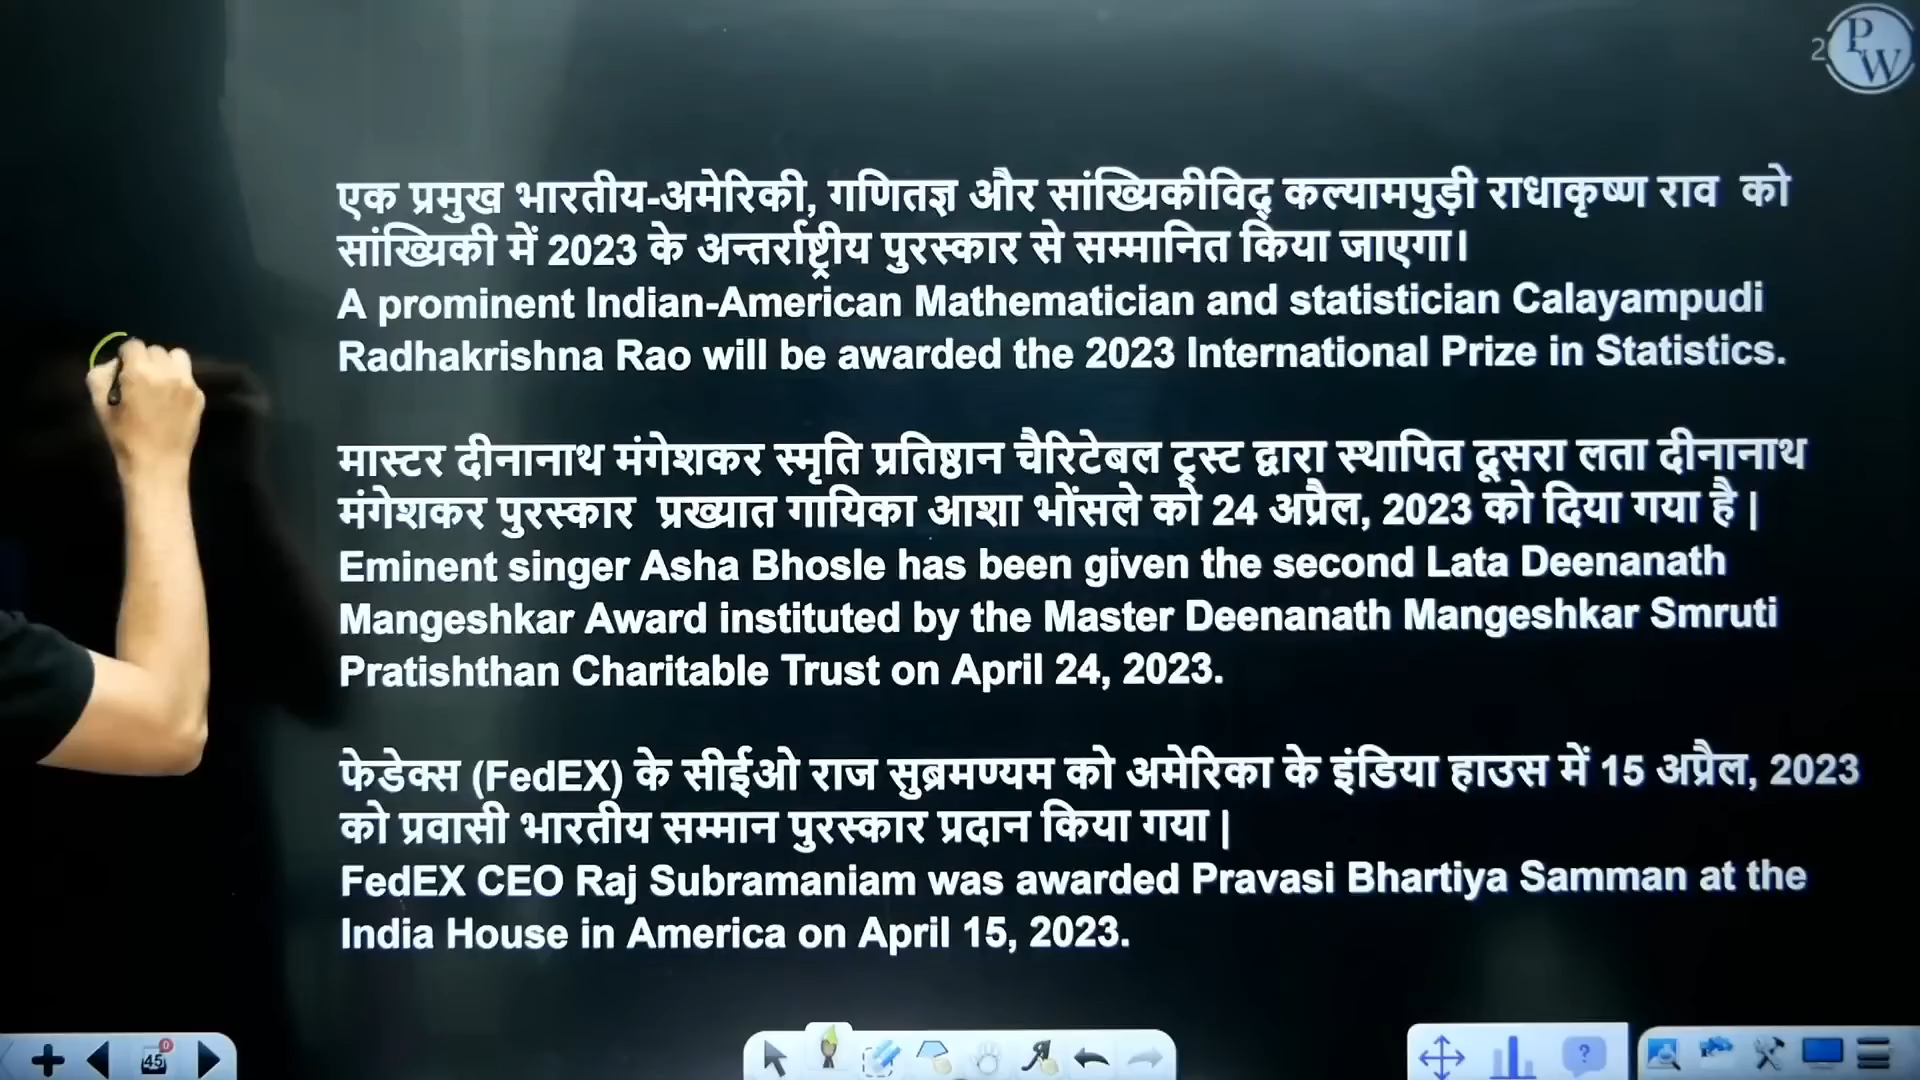 2
PW
एक प्रमुख भारतीय-अमेरिकी, गणितज्ञ और सांख्यिकीविद् कल्यामपुड़ी राधाकृष्ण राव को
सांख्यिकी में 2023 के अन्तर्राष्ट्रीय पुरस्कार से सम्मानित किया जाएगा।
A prominent Indian-American Mathematician and statistician Calayampudi
Radhakrishna Rao will be awarded the 2023 International Prize in Statistics.
मास्टर दीनानाथ मंगेशकर स्मृति प्रतिष्ठान चैरिटेबल ट्रस्ट द्वारा स्थापित दूसरा लता दीनानाथ
मंगेशकर पुरस्कार प्रख्यात गायिका आशा भोंसले को 24 अप्रैल, 2023 को दिया गया है |
Eminent singer Asha Bhosle has been given the second Lata Deenanath
Mangeshkar Award instituted by the Master Deenanath Mangeshkar Smruti
Pratishthan Charitable Trust on April 24, 2023.
फेडेक्स (FedEX) के सीईओ राज सुब्रमण्यम को अमेरिका के इंडिया हाउस में 15 अप्रैल, 2023
को प्रवासी भारतीय सम्मान पुरस्कार प्रदान किया गया |
FedEX CEO Raj Subramaniam was awarded Pravasi Bhartiya Samman at the
India House in America on April 15, 2023.
45
0